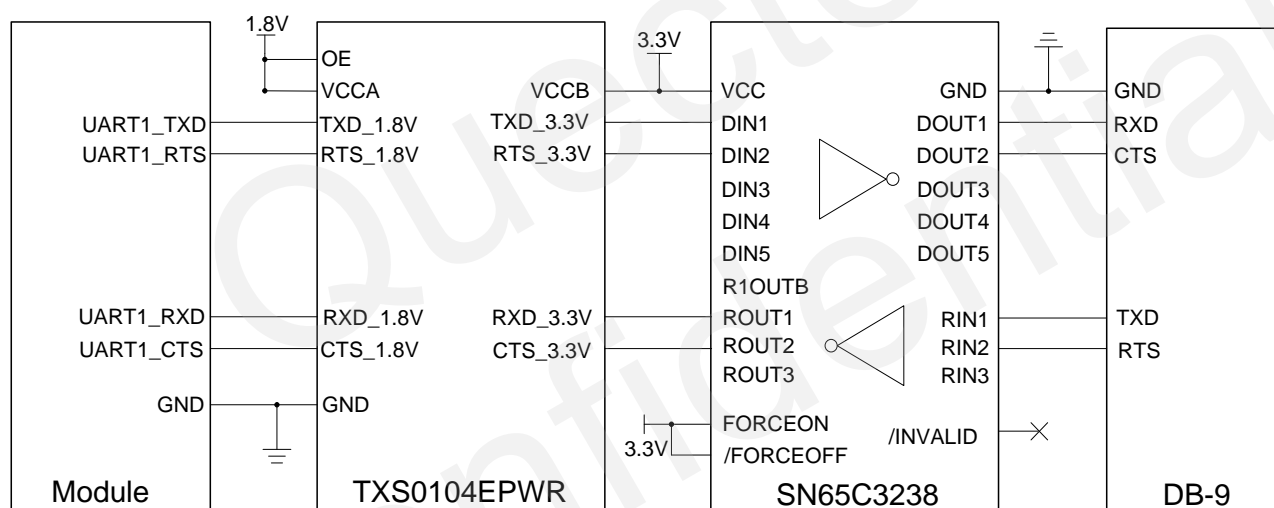 1.8V
OE
VCCA
UART1_TXD
TXD_1.8V
UART1_RTS
RTS_1.8V
UART1_RXD
RXD_1.8V
UART1_CTS
CTS_1.8V
GND
GND
Module
VCCB
TXD_3.3V
RTS_3.3V
RXD_3.3V
CTS_3.3V
TXS0104EPWR
3.3V
VCC
DIN1
DIN2
DIN3
DIN4
DIN5
R1OUTB
ROUT1
ROUT2
ROUT3
FORCEON
3.3V
/FORCEOFF
GND
DOUT1
DOUT2
DOUT3
DOUT4
DOUT5
RIN1
RIN2
RIN3
/INVALID
SN65C3238
GND
RXD
CTS
TXD
RTS
DB-9